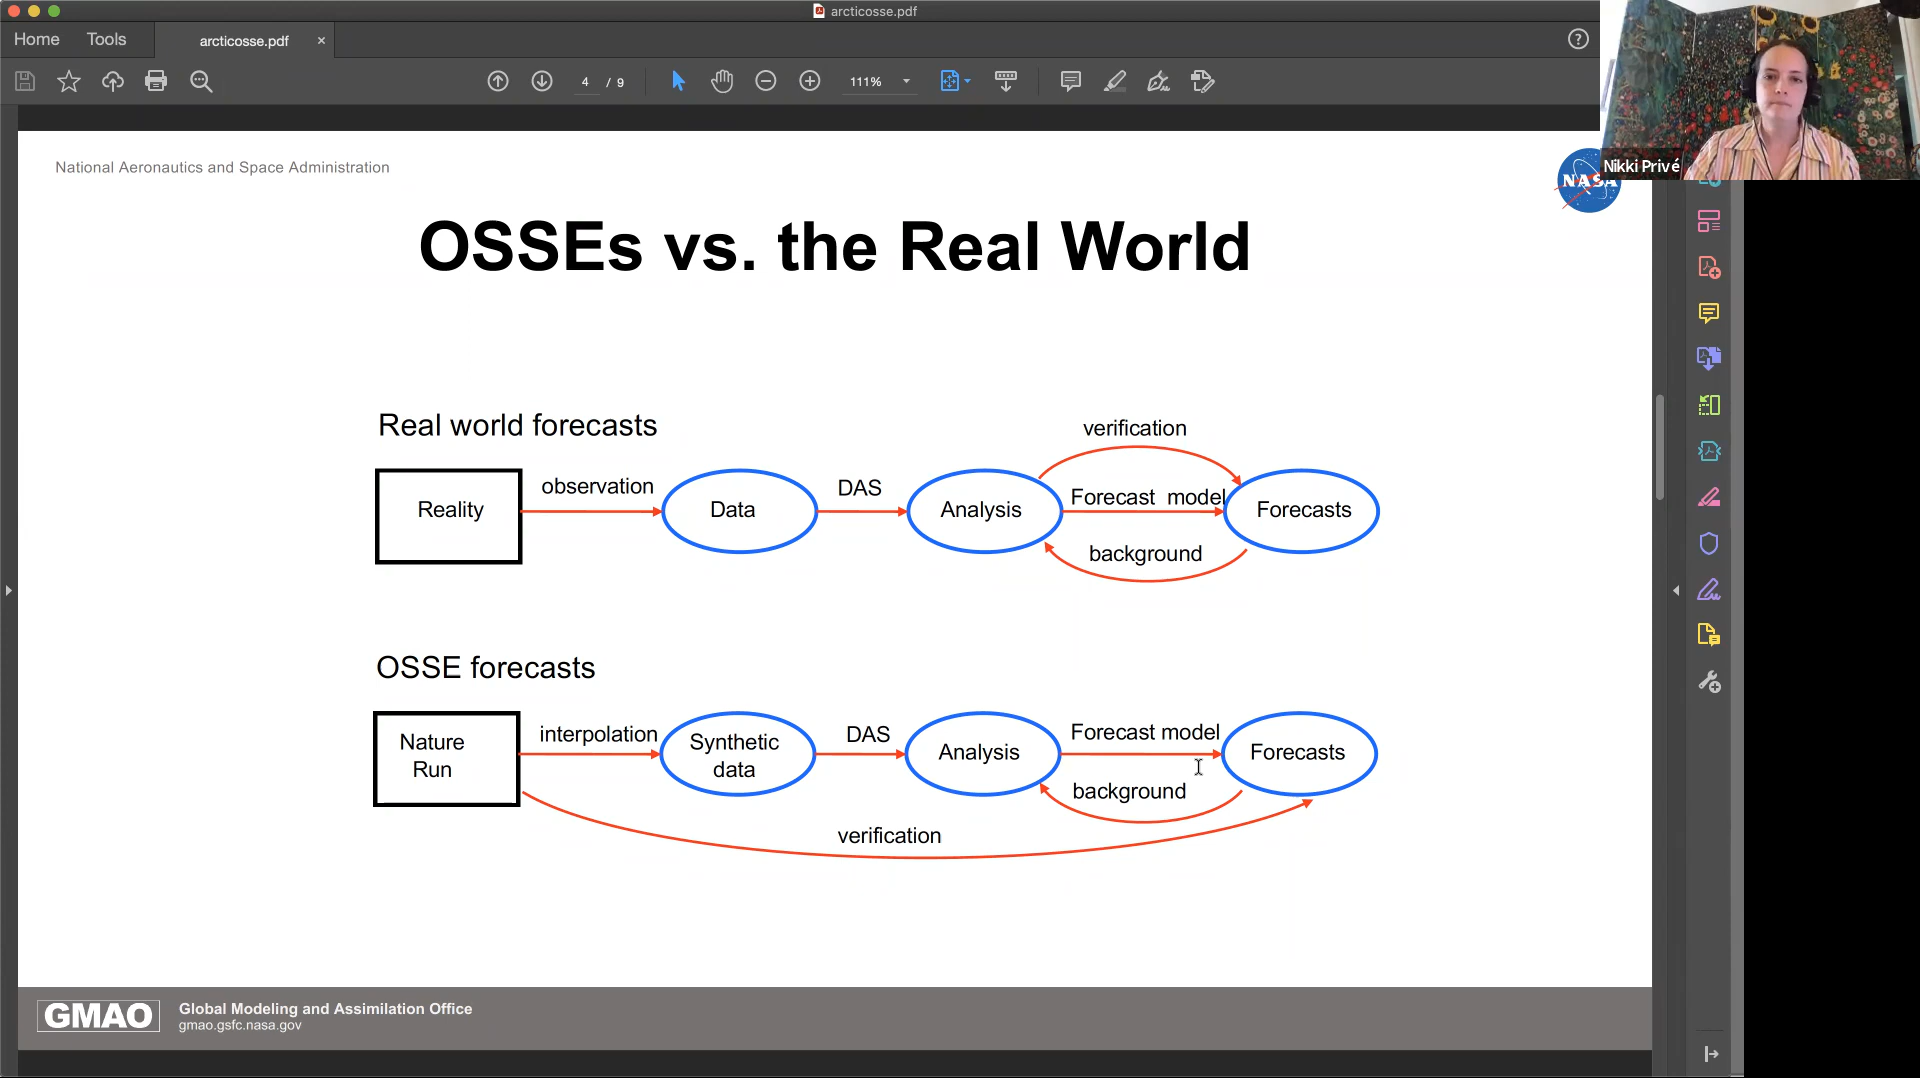 arcticosse.pdf
Home
Tools
arcticosse.pdf
×
4 / 9
111%
Nikki Privé
National Aeronautics and Space Administration
NASA
OSSEs vs. the Real World
Real world forecasts
verification
Reality
observation
Data
DAS
Analysis
Forecast model
Forecasts
background
OSSE forecasts
Nature
Run
interpolation
Synthetic
data
DAS
Analysis
Forecast model
Forecasts
background
verification
GMAO
Global Modeling and Assimilation Office
gmao.gsfc.nasa.gov